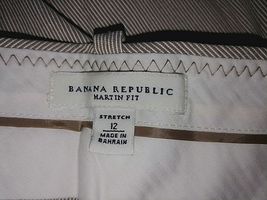 BANANA REPUBLIC
MARTIN FIT
STRETCH
12
MADE IN
BAHRAIN